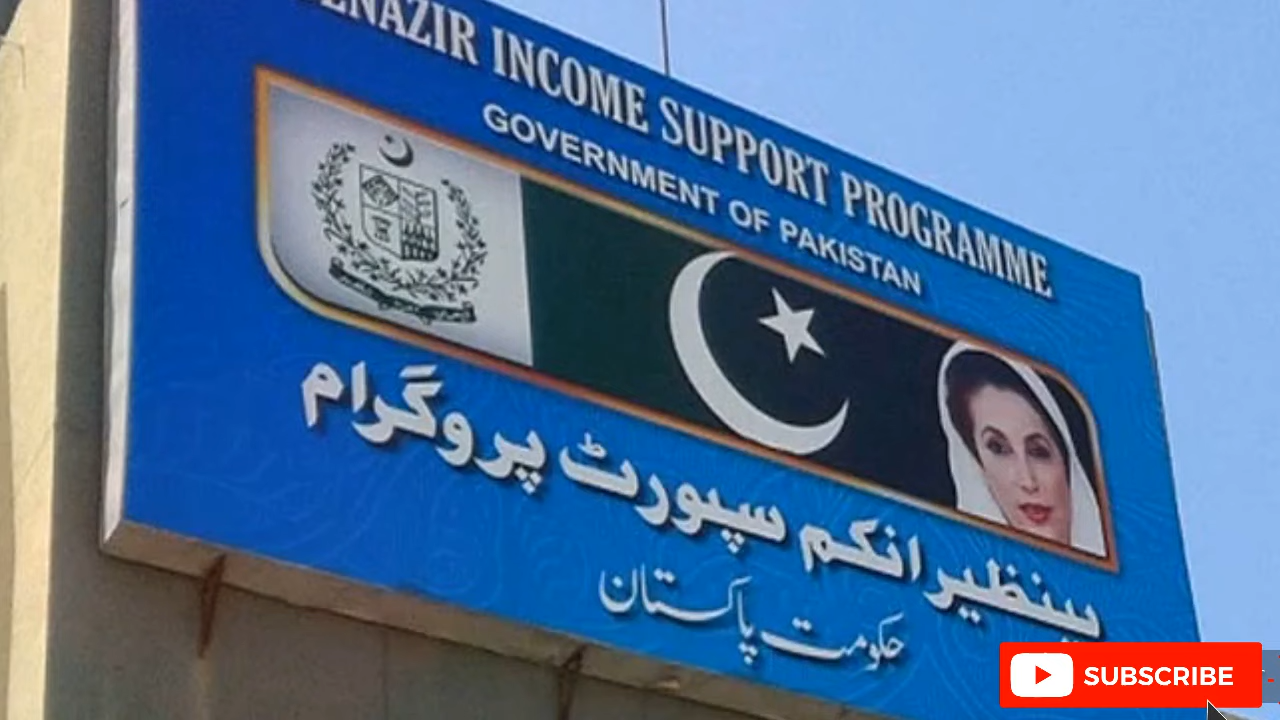 ENAZIR INCOME SUPPORT PROGRAMME
GOVERNMENT OF PAKISTAN
بینظیر انکم سپورٹ پروگرام
حکومت پاکستان
SUBSCRIBE